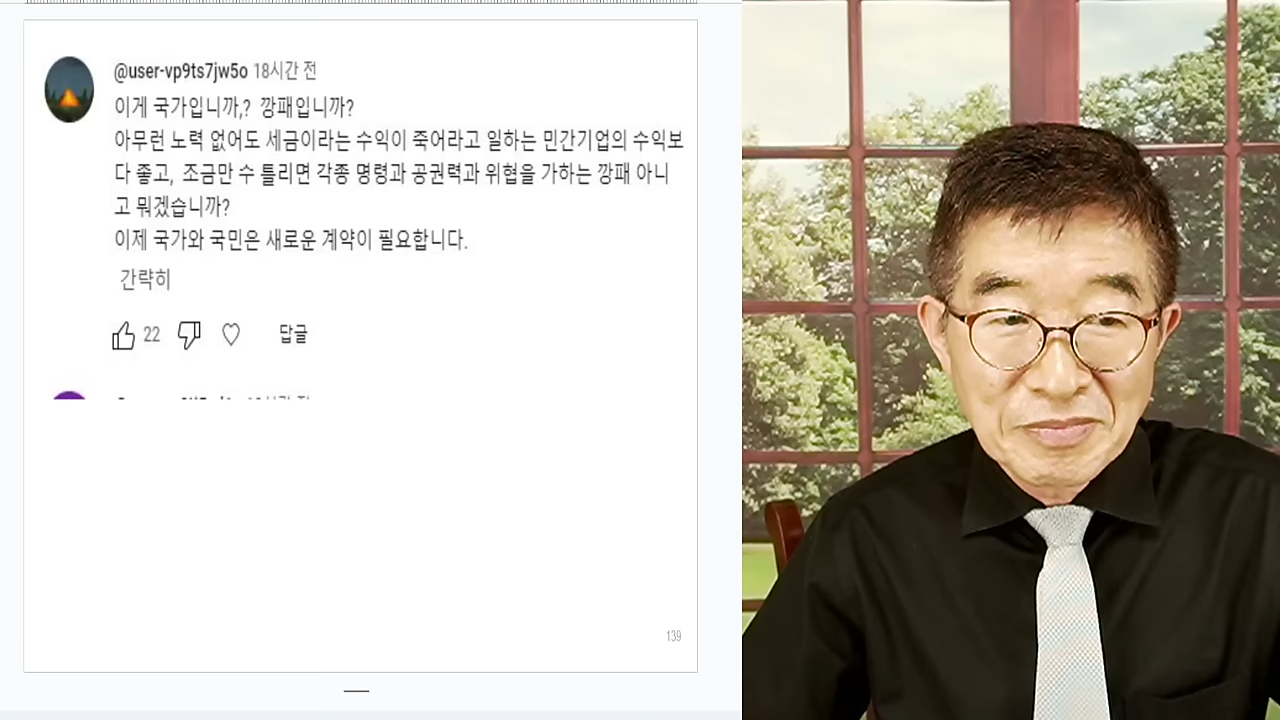 @user-vp9ts7jw5o 18시간 전
이게 국가입니까,? 깡패입니까?
아무런 노력 없어도 세금이라는 수익이 죽어라고 일하는 민간기업의 수익보
다 좋고, 조금만 수 틀리면 각종 명령과 공권력과 위협을 가하는 깡패 아니
고 뭐겠습니까?
이제 국가와 국민은 새로운 계약이 필요합니다.
간략히
22 답글
139